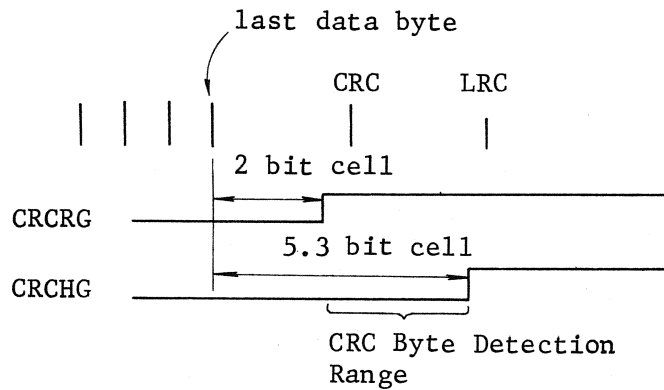 last data byte
CRC
LRC
2 bit cell
CRCRG
5.3 bit cell
CRCHG
CRC Byte Detection
Range